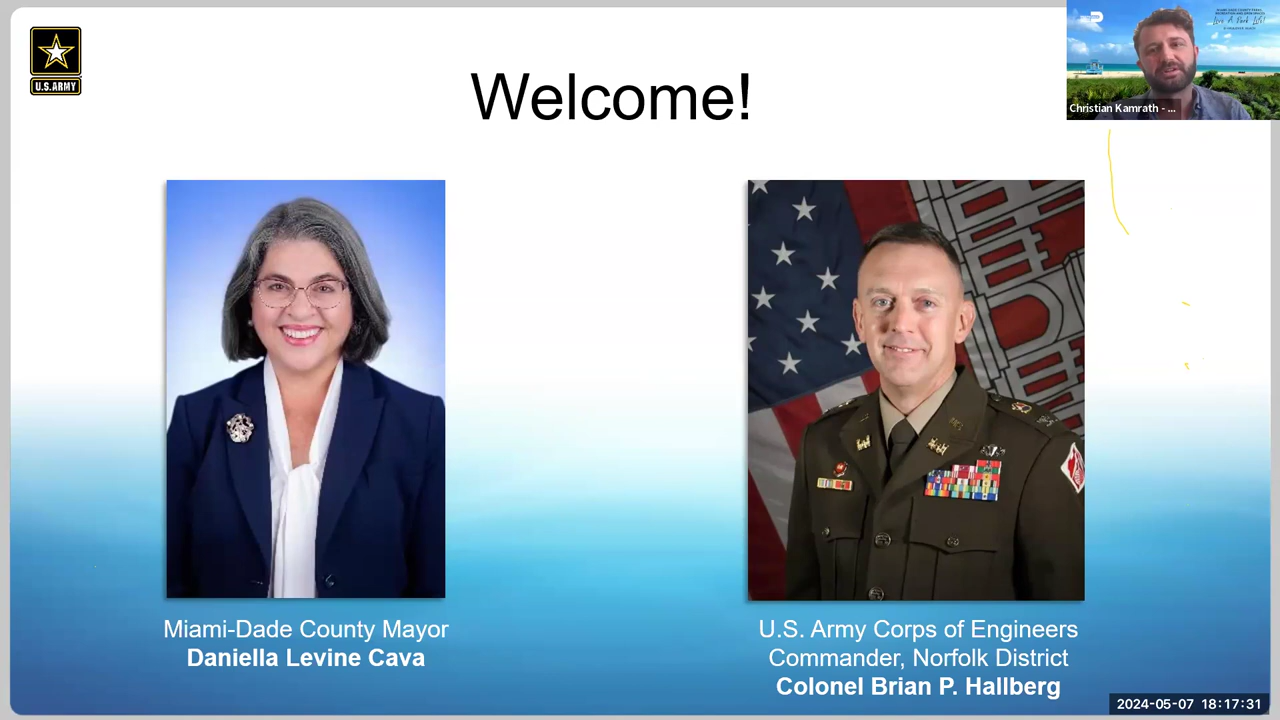 U.S.ARMY
Welcome!
Christian Kamrath - ...
Miami-Dade County Mayor
Daniella Levine Cava
U.S. Army Corps of Engineers
Commander, Norfolk District
Colonel Brian P. Hallberg
2024-05-07 18:17:31